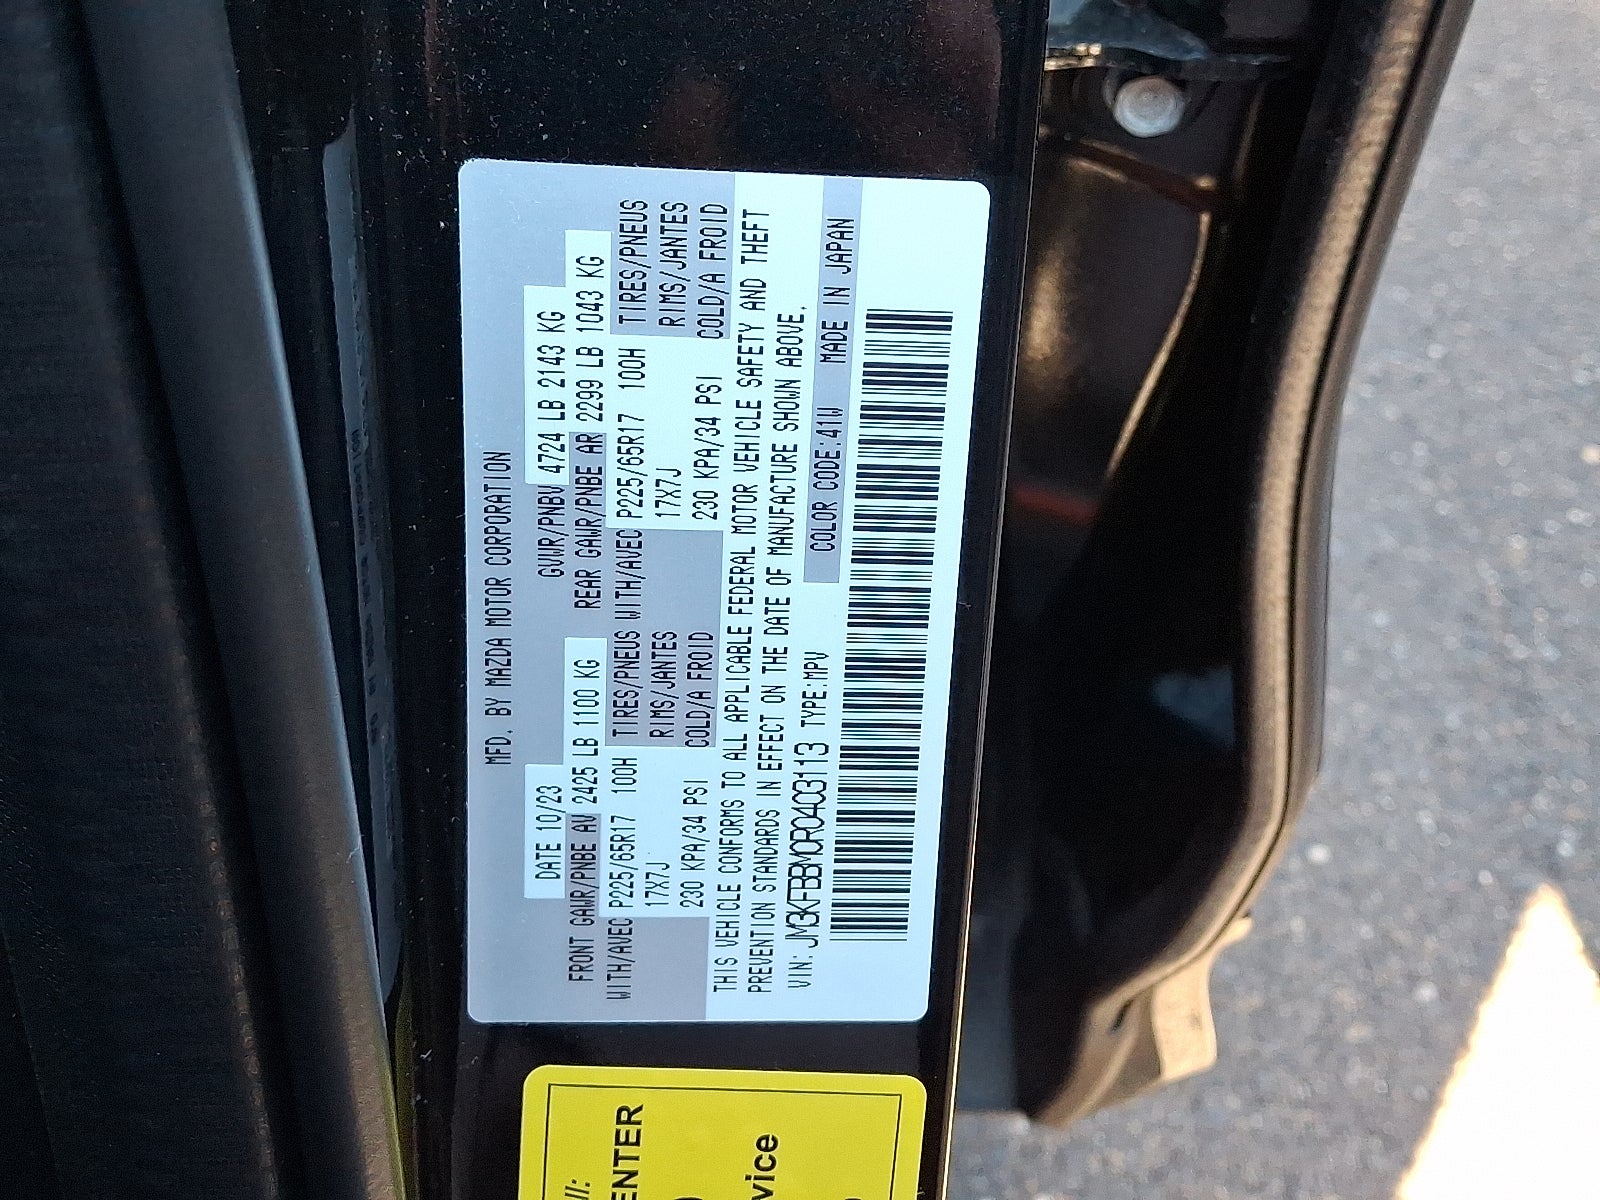 MFD. BY MAZDA MOTOR CORPORATION
DATE 10/23 GVWR/PNBV 4724 LB 2143 KG
FRONT GAWR/PNBE AV 2425 LB 1100 KG REAR GAWR/PNBE AR 2299 LB 1043 KG
WITH/AVEC P225/65R17 100H TIRES/PNEUS WITH/AVEC P225/65R17 100H TIRES/PNEUS
17X7J RIMS/JANTES 17X7J RIMS/JANTES
230 KPA/34 PSI COLD/A FROID 230 KPA/34 PSI COLD/A FROID
THIS VEHICLE CONFORMS TO ALL APPLICABLE FEDERAL MOTOR VEHICLE SAFETY AND THEFT
PREVENTION STANDARDS IN EFFECT ON THE DATE OF MANUFACTURE SHOWN ABOVE.
VIN: JM3KFBBM0R0403113 TYPE:MPV COLOR CODE:41W MADE IN JAPAN
ENTER
vice